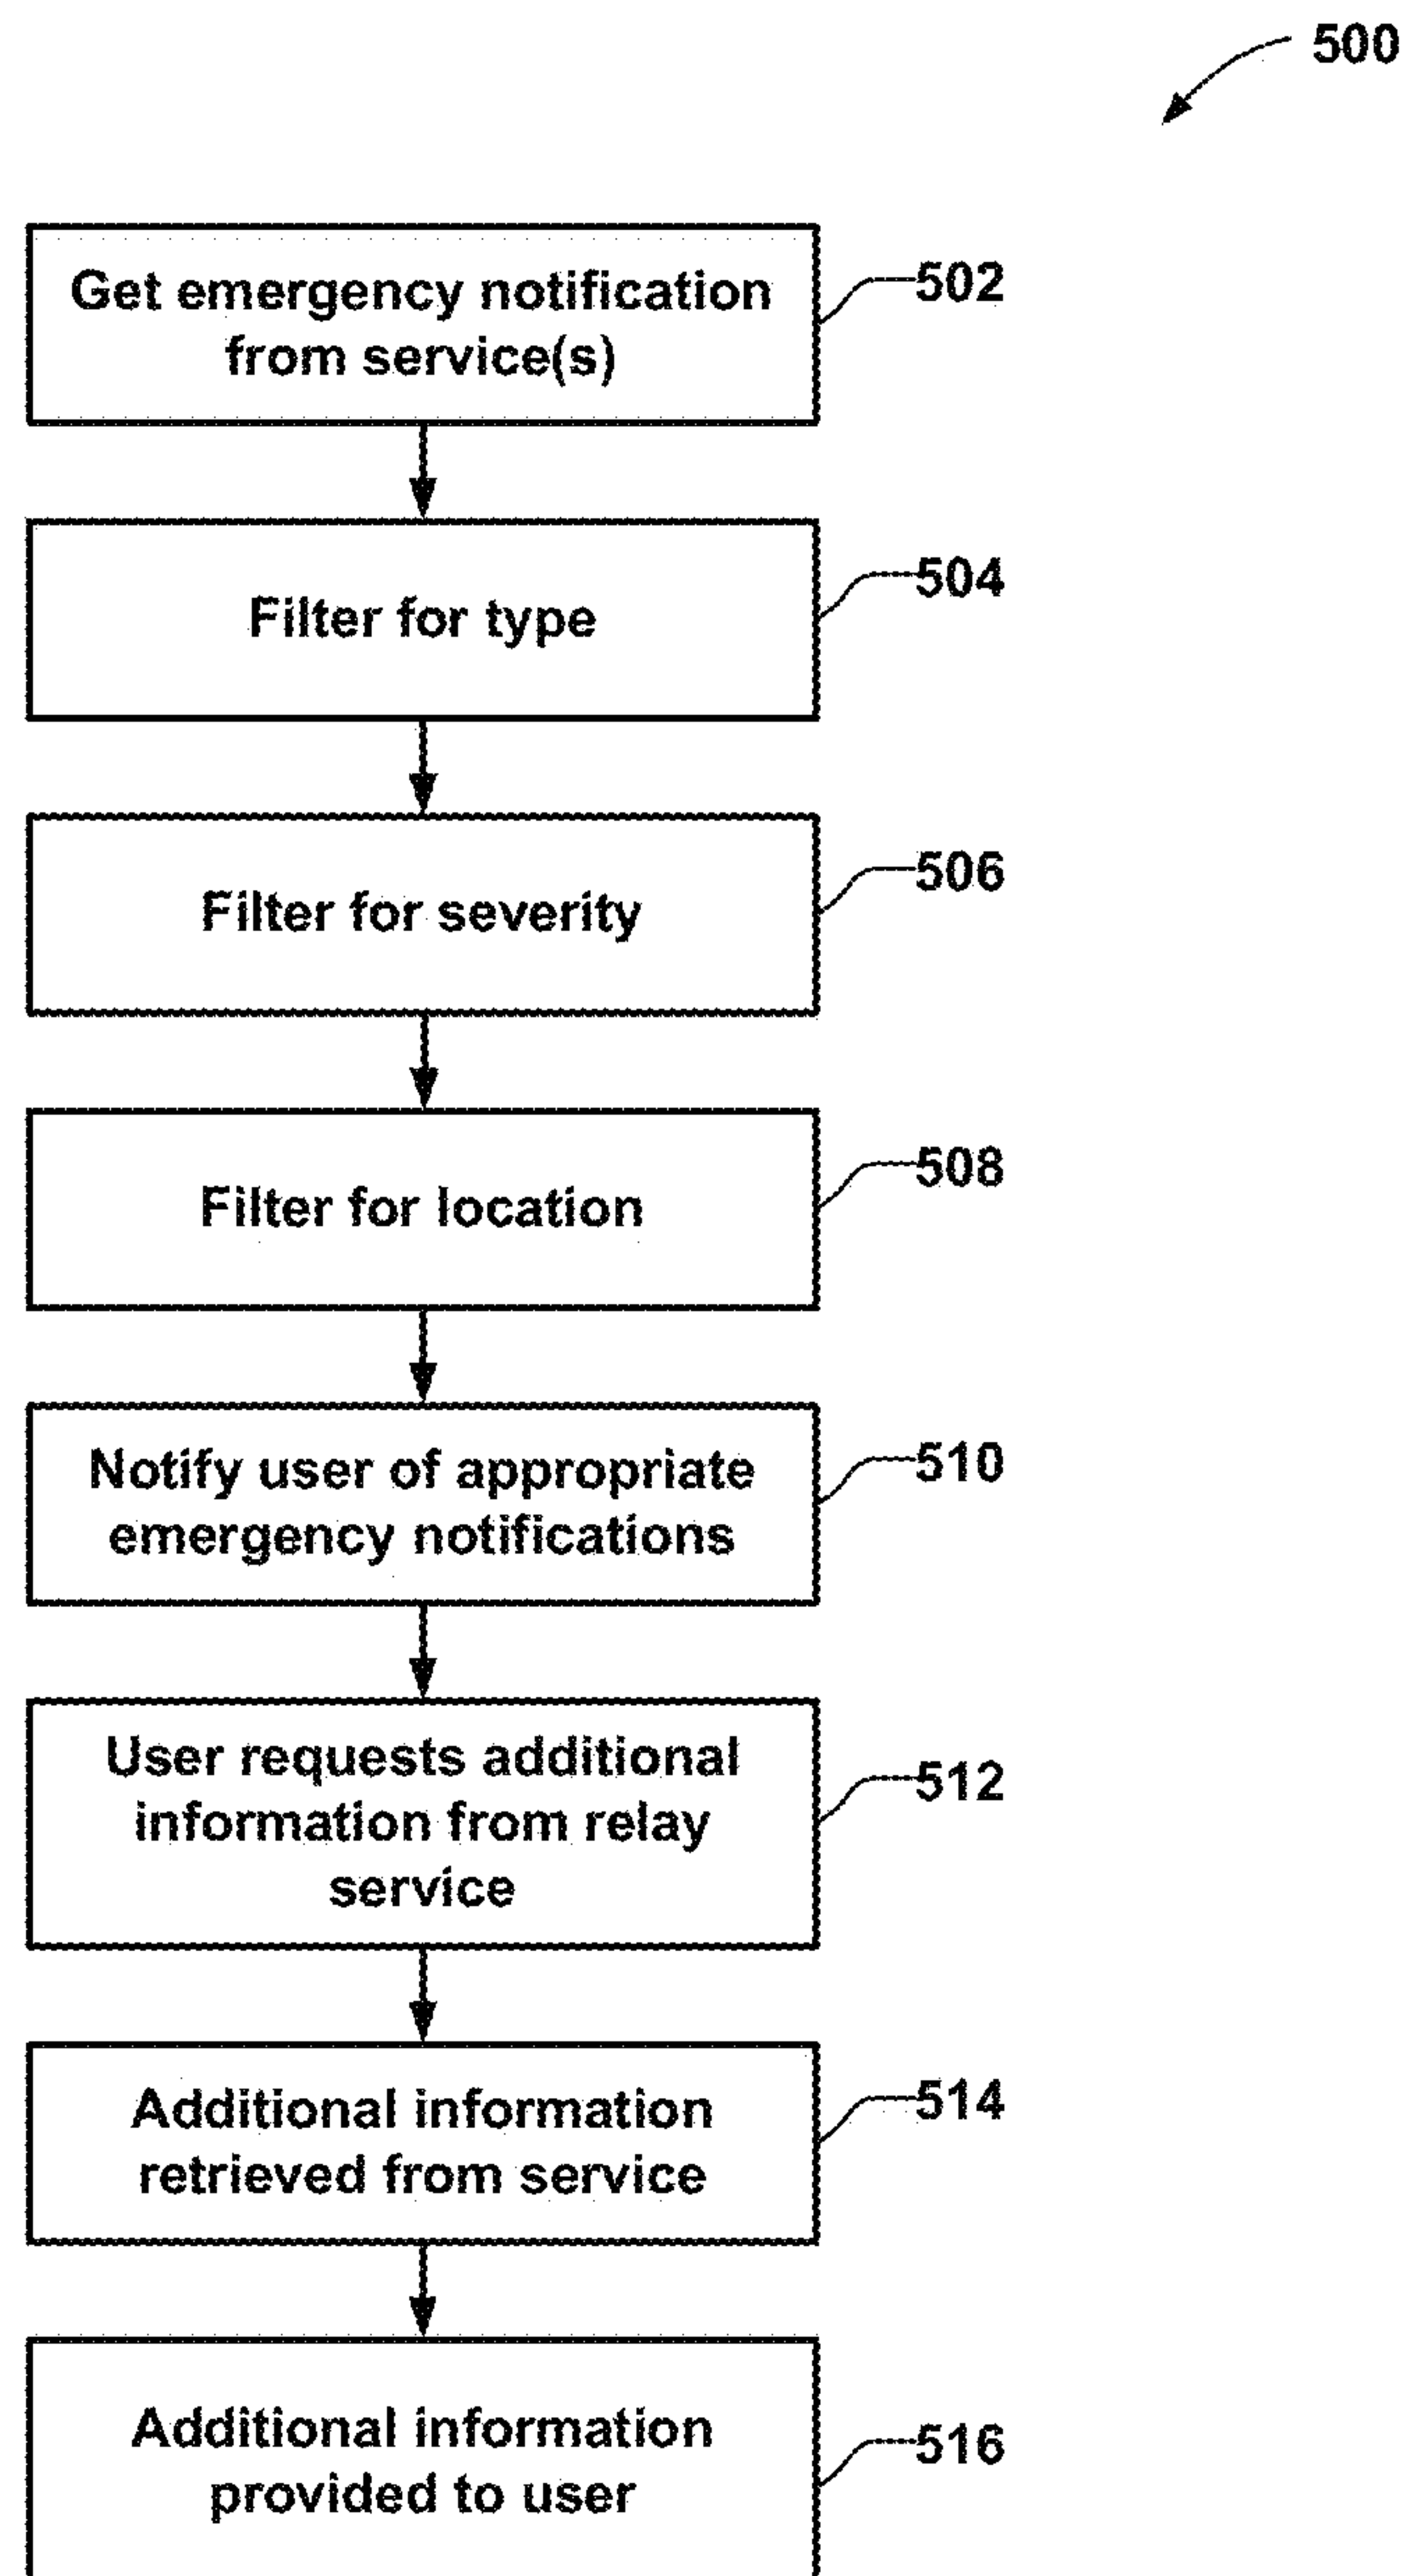 500
Get emergency notification
from service(s)
502
Filter for type
504
Filter for severity
506
Filter for location
508
Notify user of appropriate
emergency notifications
510
User requests additional
information from relay
service
512
Additional information
retrieved from service
514
Additional information
provided to user
516